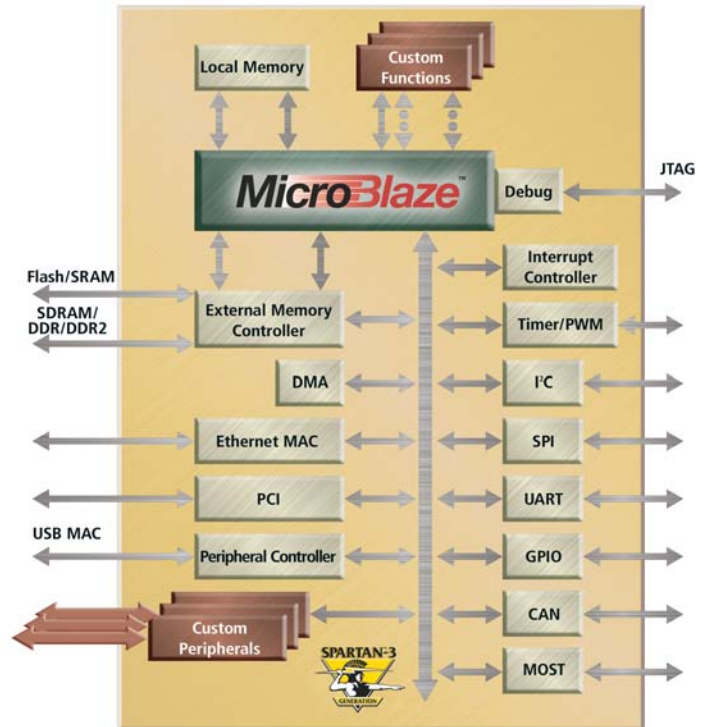 Local Memory
Custom
Functions
MicroBlaze™
Debug
JTAG
Interrupt
Controller
Flash/SRAM
SDRAM/
DDR/DDR2
External Memory
Controller
Timer/PWM
DMA
I²C
Ethernet MAC
SPI
PCI
UART
USB MAC
Peripheral Controller
GPIO
Custom
Peripherals
CAN
SPARTAN-3
GENERATION
MOST